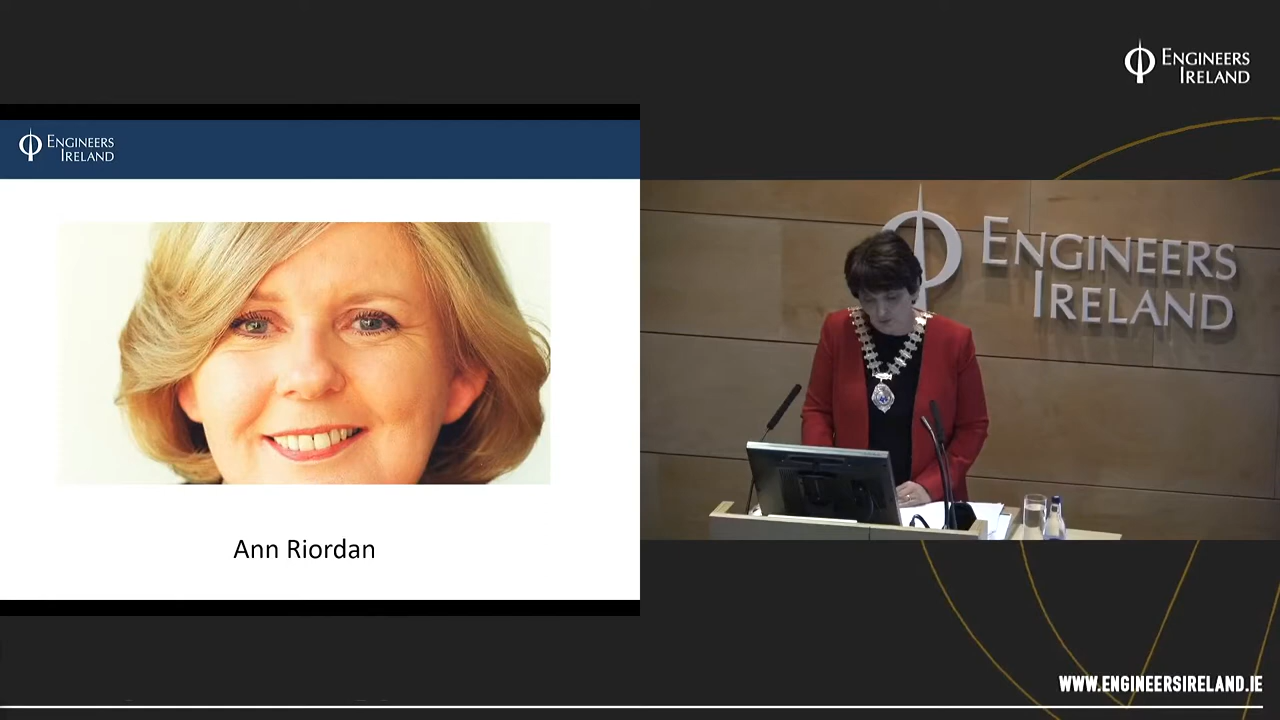 ENGINEERS
IRELAND
ENGINEERS
IRELAND
ENGINEERS
IRELAND
Ann Riordan
WWW.ENGINEERSIRELAND.IE